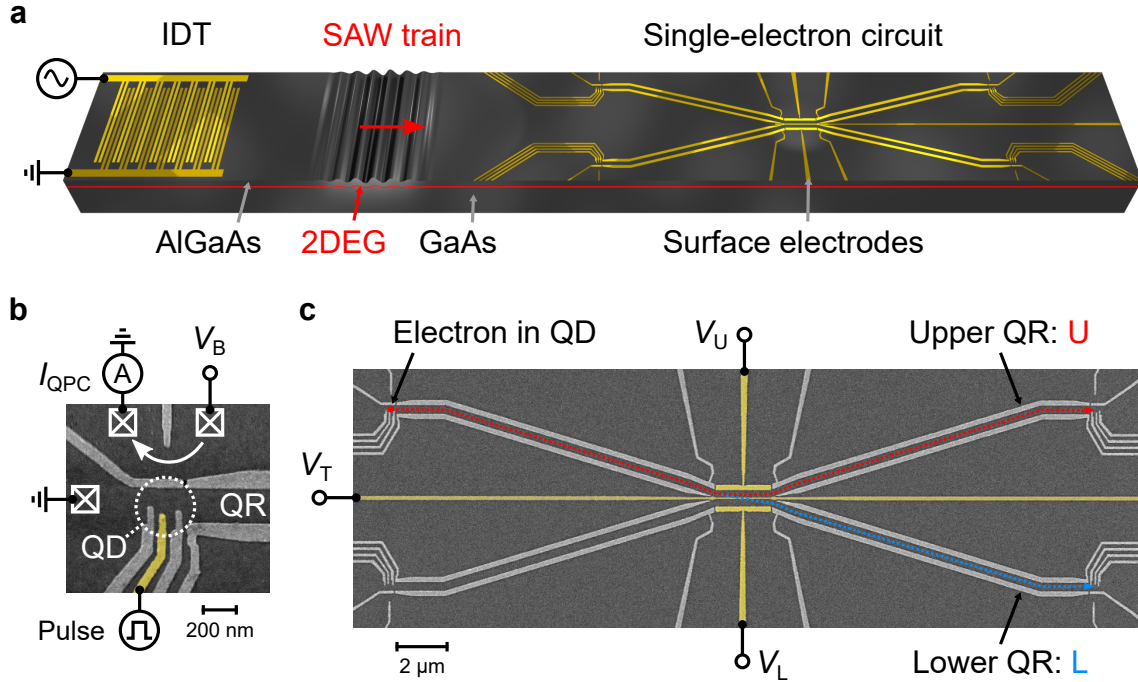 a
IDT
SAW train
Single-electron circuit
AlGaAs
2DEG
GaAs
Surface electrodes
b
V_B
I_QPC
A
QR
QD
Pulse
200 nm
c
Electron in QD
V_U
Upper QR: U
V_T
2 µm
V_L
Lower QR: L